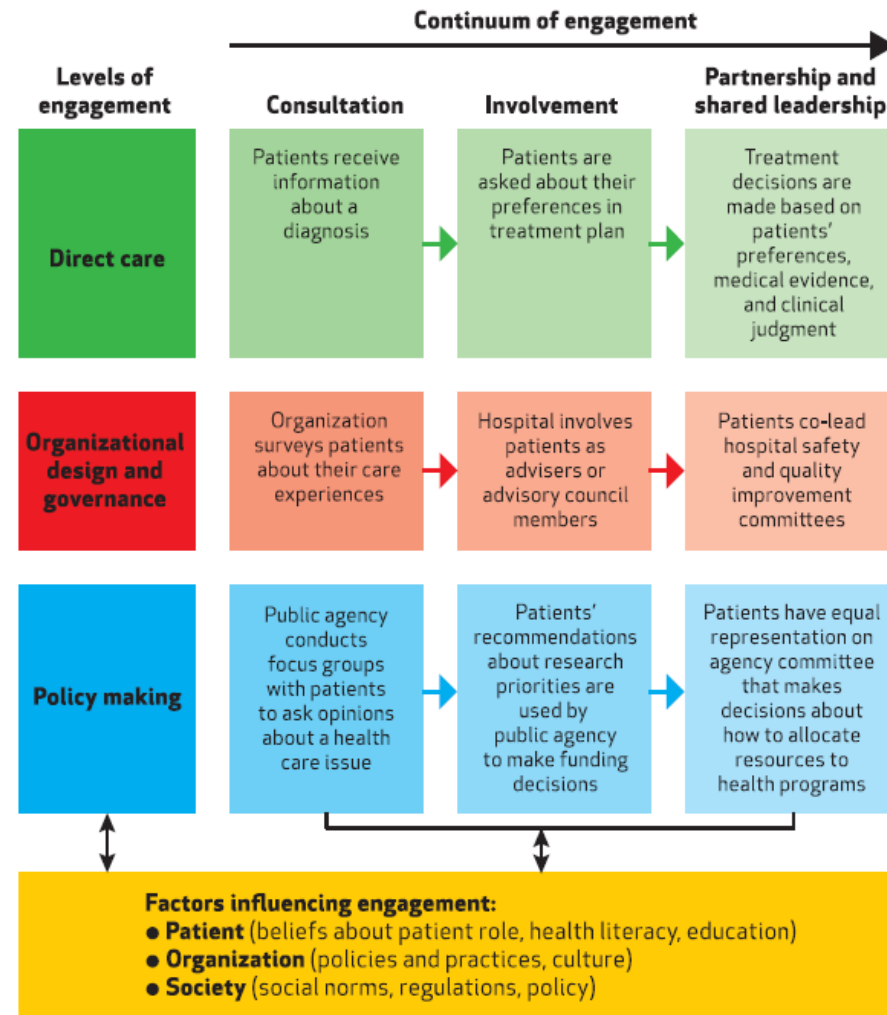 Continuum of engagement
Levels of
engagement
Consultation
Involvement
Partnership and
shared leadership
Direct care
Patients receive
information
about a
diagnosis
Patients are
asked about their
preferences in
treatment plan
Treatment
decisions are
made based on
patients'
preferences,
medical evidence,
and clinical
judgment
Organizational
design and
governance
Organization
surveys patients
about their care
experiences
Hospital involves
patients as
advisers or
advisory council
members
Patients co-lead
hospital safety
and quality
improvement
committees
Policy making
Public agency
conducts
focus groups
with patients
to ask opinions
about a health
care issue
Patients'
recommendations
about research
priorities are
used by
public agency
to make funding
decisions
Patients have equal
representation on
agency committee
that makes
decisions about
how to allocate
resources to
health programs
Factors influencing engagement:
● Patient (beliefs about patient role, health literacy, education)
● Organization (policies and practices, culture)
● Society (social norms, regulations, policy)